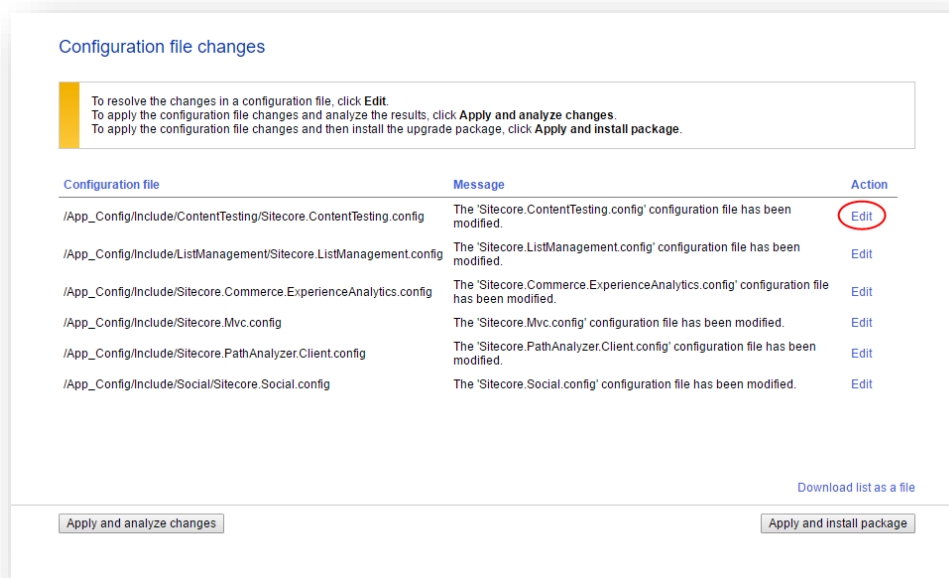 Configuration file changes
To resolve the changes in a configuration file, click Edit.
To apply the configuration file changes and analyze the results, click Apply and analyze changes.
To apply the configuration file changes and then install the upgrade package, click Apply and install package.
Configuration file Message Action
/App_Config/Include/ContentTesting/Sitecore.ContentTesting.config The 'Sitecore.ContentTesting.config' configuration file has been Edit
modified.
/App_Config/Include/ListManagement/Sitecore.ListManagement.config The 'Sitecore.ListManagement.config' configuration file has been Edit
modified.
/App_Config/Include/Sitecore.Commerce.ExperienceAnalytics.config The 'Sitecore.Commerce.ExperienceAnalytics.config' configuration file Edit
has been modified.
/App_Config/Include/Sitecore.Mvc.config The 'Sitecore.Mvc.config' configuration file has been modified. Edit
/App_Config/Include/Sitecore.PathAnalyzer.Client.config The 'Sitecore.PathAnalyzer.Client.config' configuration file has been Edit
modified.
/App_Config/Include/Social/Sitecore.Social.config The 'Sitecore.Social.config' configuration file has been modified. Edit
Download list as a file
Apply and analyze changes Apply and install package